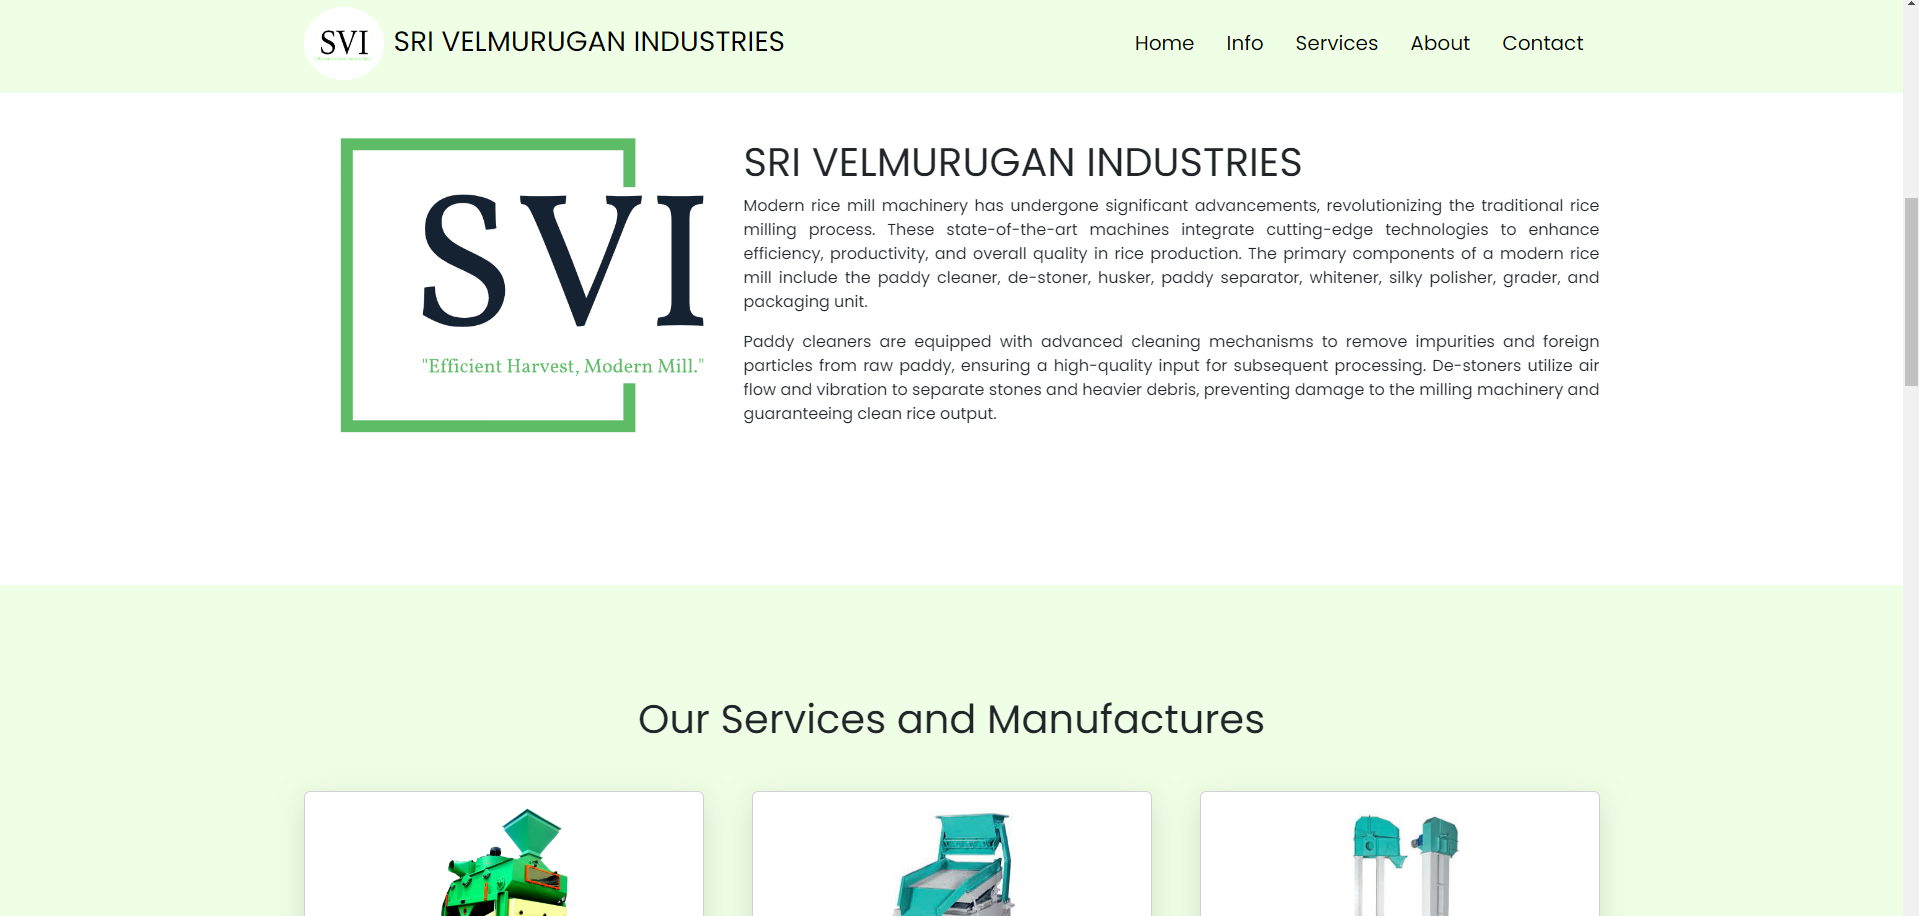 SVI
SRI VELMURUGAN INDUSTRIES
Home Info Services About Contact
SVI
"Efficient Harvest, Modern Mill."
SRI VELMURUGAN INDUSTRIES
Modern rice mill machinery has undergone significant advancements, revolutionizing the traditional rice
milling process. These state-of-the-art machines integrate cutting-edge technologies to enhance
efficiency, productivity, and overall quality in rice production. The primary components of a modern rice
mill include the paddy cleaner, de-stoner, husker, paddy separator, whitener, silky polisher, grader, and
packaging unit.
Paddy cleaners are equipped with advanced cleaning mechanisms to remove impurities and foreign
particles from raw paddy, ensuring a high-quality input for subsequent processing. De-stoners utilize air
flow and vibration to separate stones and heavier debris, preventing damage to the milling machinery and
guaranteeing clean rice output.
Our Services and Manufactures